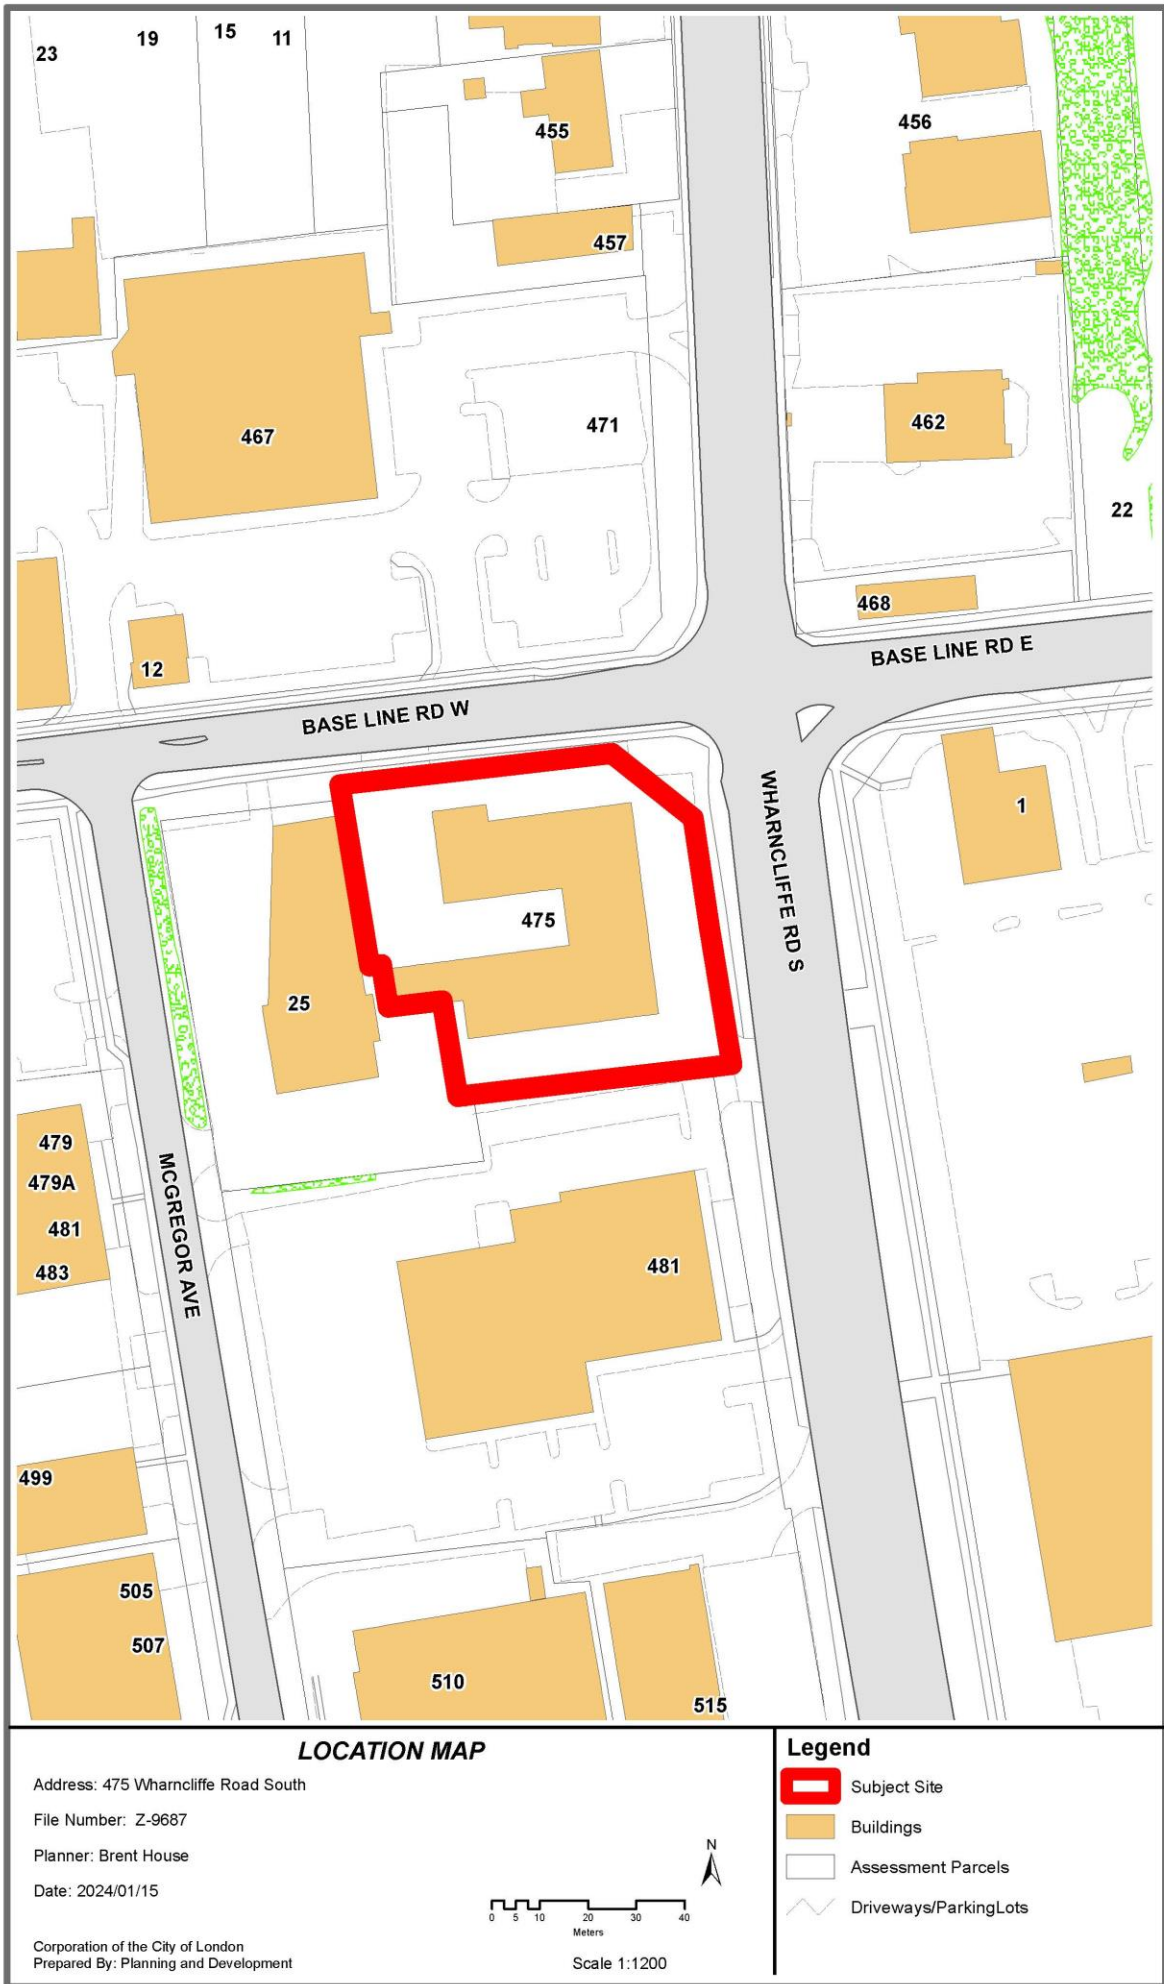 23
19
15
11
455
456
457
467
471
462
22
468
12
BASE LINE RD E
BASE LINE RD W
WHARNCLIFFE RD S
1
475
25
479
479A
481
483
MCGREGOR AVE
481
499
505
507
510
515
LOCATION MAP
Address: 475 Wharncliffe Road South
File Number: Z-9687
Planner: Brent House
Date: 2024/01/15
Corporation of the City of London
Prepared By: Planning and Development
N
0 5 10 20 30 40
Meters
Scale 1:1200
Legend
Subject Site
Buildings
Assessment Parcels
Driveways/ParkingLots